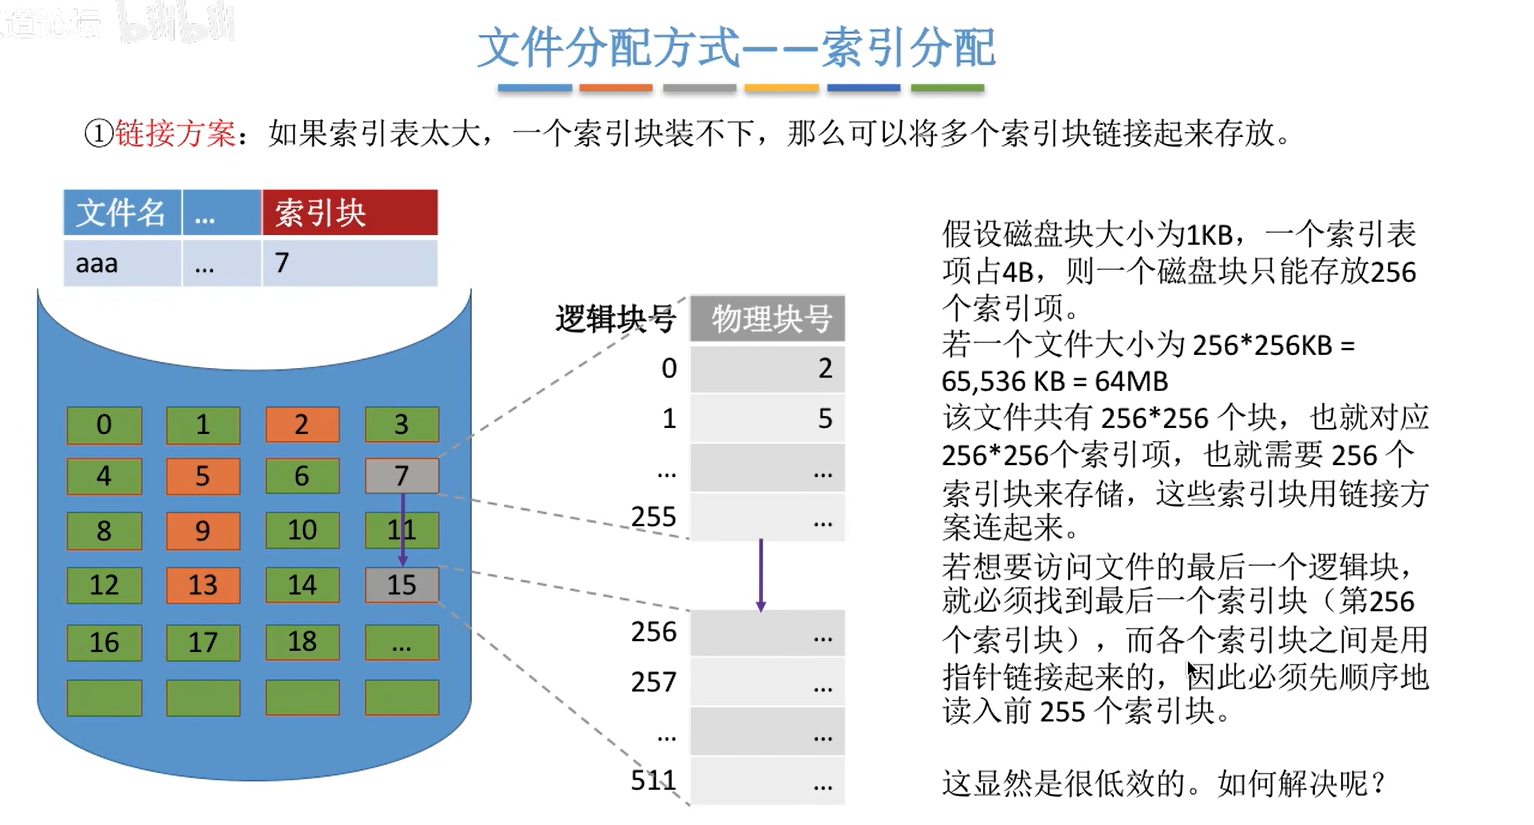 道论坛 bilibili
文件分配方式——索引分配
①链接方案：如果索引表太大，一个索引块装不下，那么可以将多个索引块链接起来存放。
文件名 ... 索引块
aaa ... 7
0 1 2 3
4 5 6 7
8 9 10 11
12 13 14 15
16 17 18 ...
逻辑块号 物理块号
0 2
1 5
... ...
255 ...
256 ...
257 ...
... ...
511 ...
假设磁盘块大小为1KB，一个索引表
项占4B，则一个磁盘块只能存放256
个索引项。
若一个文件大小为 256*256KB =
65,536 KB = 64MB
该文件共有 256*256 个块，也就对应
256*256个索引项，也就需要 256 个
索引块来存储，这些索引块用链接方
案连起来。
若想要访问文件的最后一个逻辑块，
就必须找到最后一个索引块（第256
个索引块），而各个索引块之间是用
指针链接起来的，因此必须先顺序地
读入前 255 个索引块。
这显然是很低效的。如何解决呢？